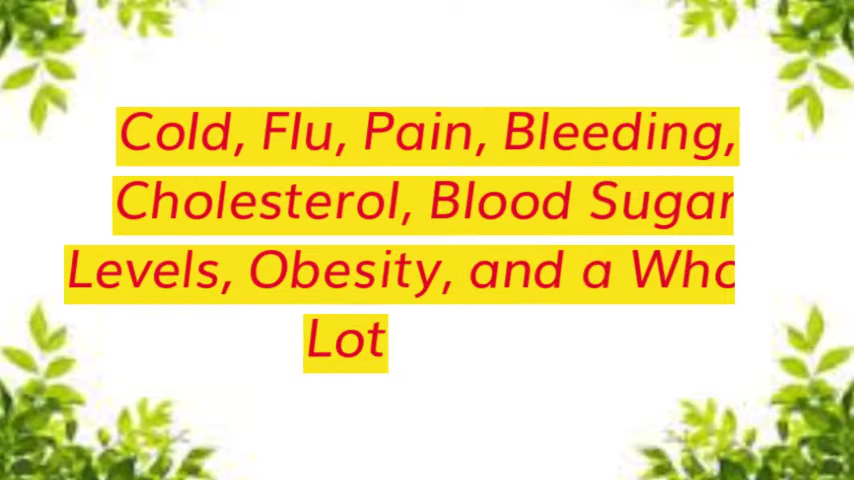 Cold, Flu, Pain, Bleeding,
Cholesterol, Blood Sugar
Levels, Obesity, and a
Lot